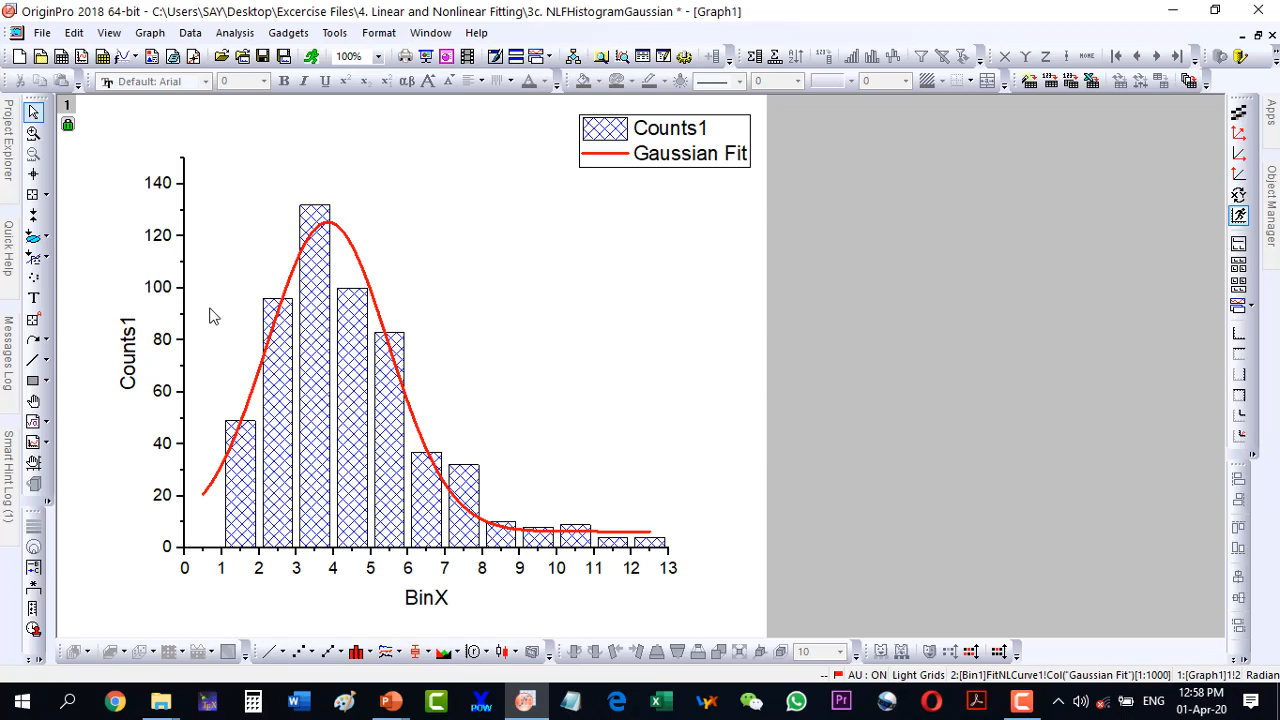 OriginPro 2018 64-bit - C:\Users\SAY\Desktop\Excercise Files\4. Linear and Nonlinear Fitting\3c. NLFHistogramGaussian * - [Graph1]
File Edit View Graph Data Analysis Gadgets Tools Format Window Help
100%
Default: Arial 0 B I U αβ A A A 0 0
Project Explorer
Quick Help
Messages Log
Smart Hint Log (1)
Apps
Object Manager
1
Counts1
Gaussian Fit
140
120
100
80
60
40
20
0
Counts1
0 1 2 3 4 5 6 7 8 9 10 11 12 13
BinX
10
AU : ON Light Grids 2:[Bin1]FitNLCurve1!Col("Gaussian Fit")[1:1000] 1:[Graph1]1!2 Radian
ENG
12:58 PM
01-Apr-20